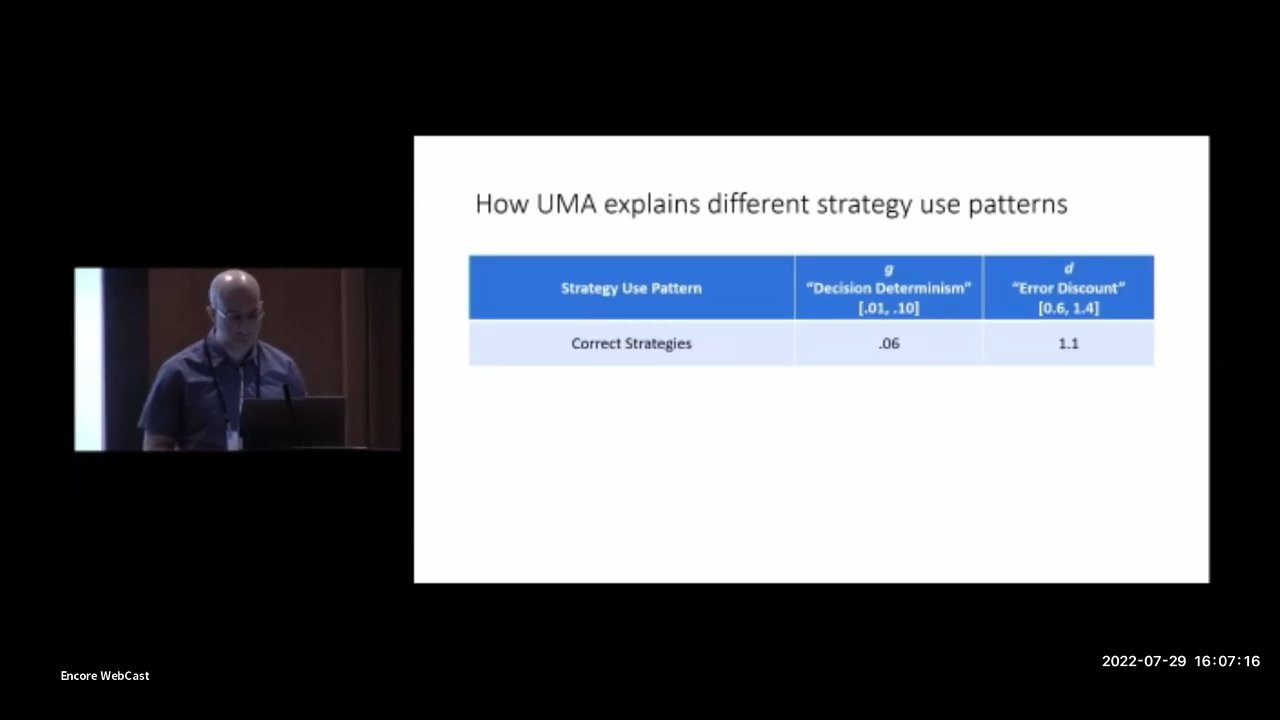 How UMA explains different strategy use patterns
Strategy Use Pattern
g
“Decision Determinism”
[.01, .10]
d
“Error Discount”
[0.6, 1.4]
Correct Strategies
.06
1.1
Encore WebCast
2022-07-29 16:07:16